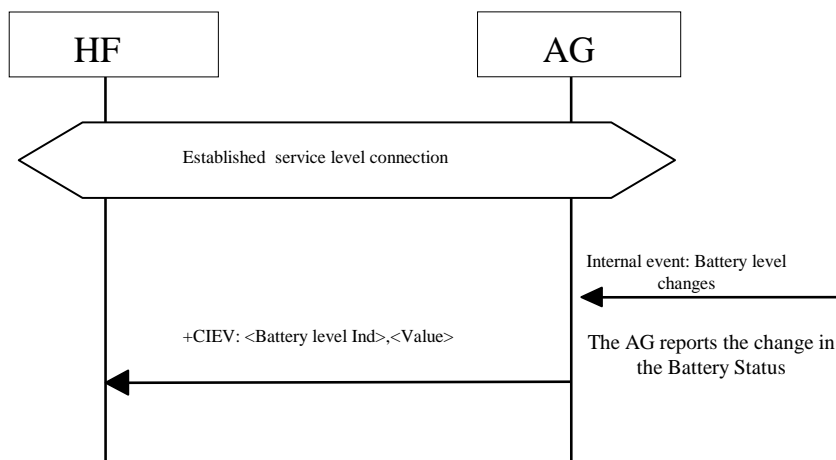 HF
AG
Established service level connection
Internal event: Battery level
changes
+CIEV: <Battery level Ind>,<Value>
The AG reports the change in
the Battery Status